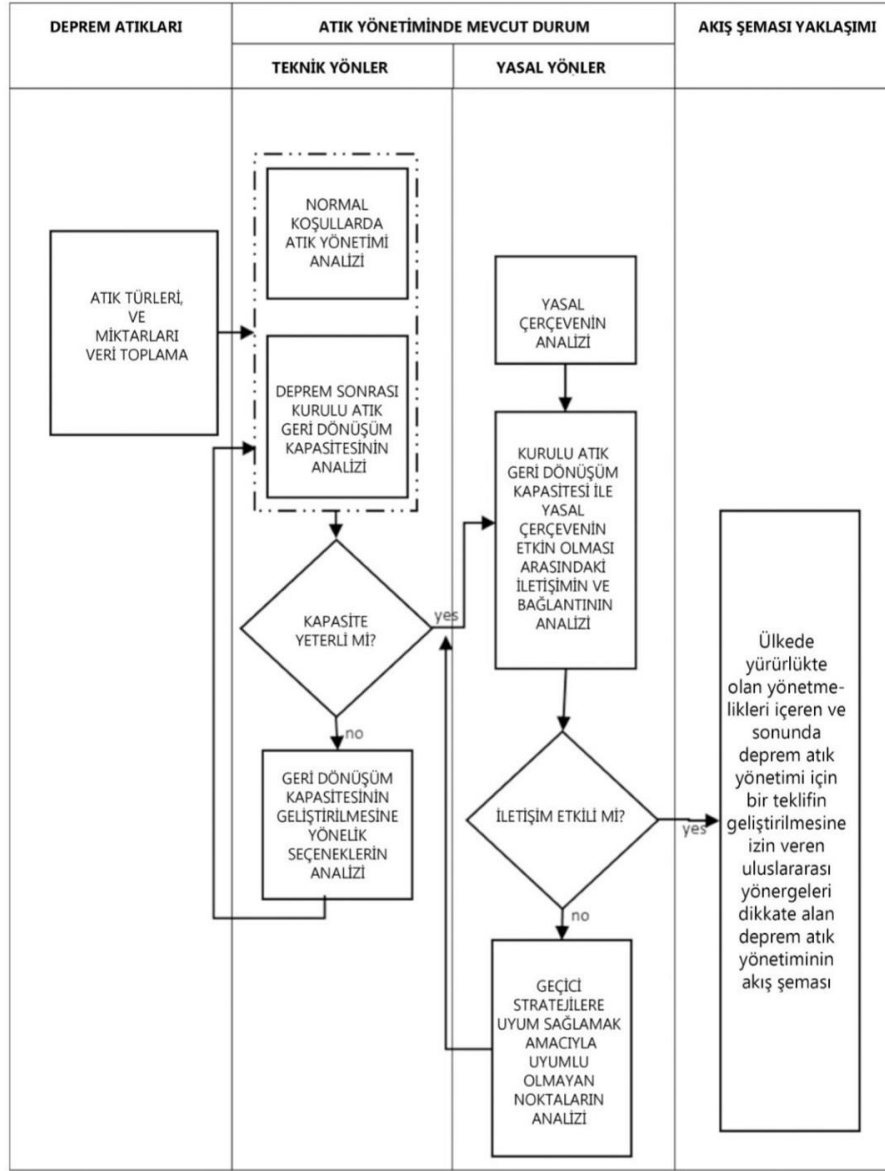 DEPREM ATIKLARI
ATIK YÖNETİMİNDE MEVCUT DURUM
AKIŞ ŞEMASI YAKLAŞIMI
TEKNİK YÖNLER
YASAL YÖNLER
ATIK TÜRLERİ,
VE
MİKTARLARI
VERİ TOPLAMA
NORMAL
KOŞULLARDA
ATIK YÖNETİMİ
ANALİZİ
DEPREM SONRASI
KURULU ATIK
GERİ DÖNÜŞÜM
KAPASİTESİNİN
ANALİZİ
KAPASİTE
YETERLİ Mİ?
yes
no
GERİ DÖNÜŞÜM
KAPASİTESİNİN
GELİŞTİRİLMESİNE
YÖNELİK
SEÇENEKLERİN
ANALİZİ
YASAL
ÇERÇEVENİN
ANALİZİ
KURULU ATIK
GERİ DÖNÜŞÜM
KAPASİTESİ İLE
YASAL
ÇERÇEVENİN
ETKİN OLMASI
ARASINDAKİ
İLETİŞİMİN VE
BAĞLANTININ
ANALİZİ
İLETİŞİM ETKİLİ Mİ?
yes
no
GEÇİCİ
STRATEJİLERE
UYUM SAĞLAMAK
AMACIYLA
UYUMLU
OLMAYAN
NOKTALARIN
ANALİZİ
Ülkede
yürürlükte
olan yönetme-
likleri içeren ve
sonunda
deprem atık
yönetimi için
bir teklifin
geliştirilmesine
izin veren
uluslararası
yönergeleri
dikkate alan
deprem atık
yönetiminin
akış şeması